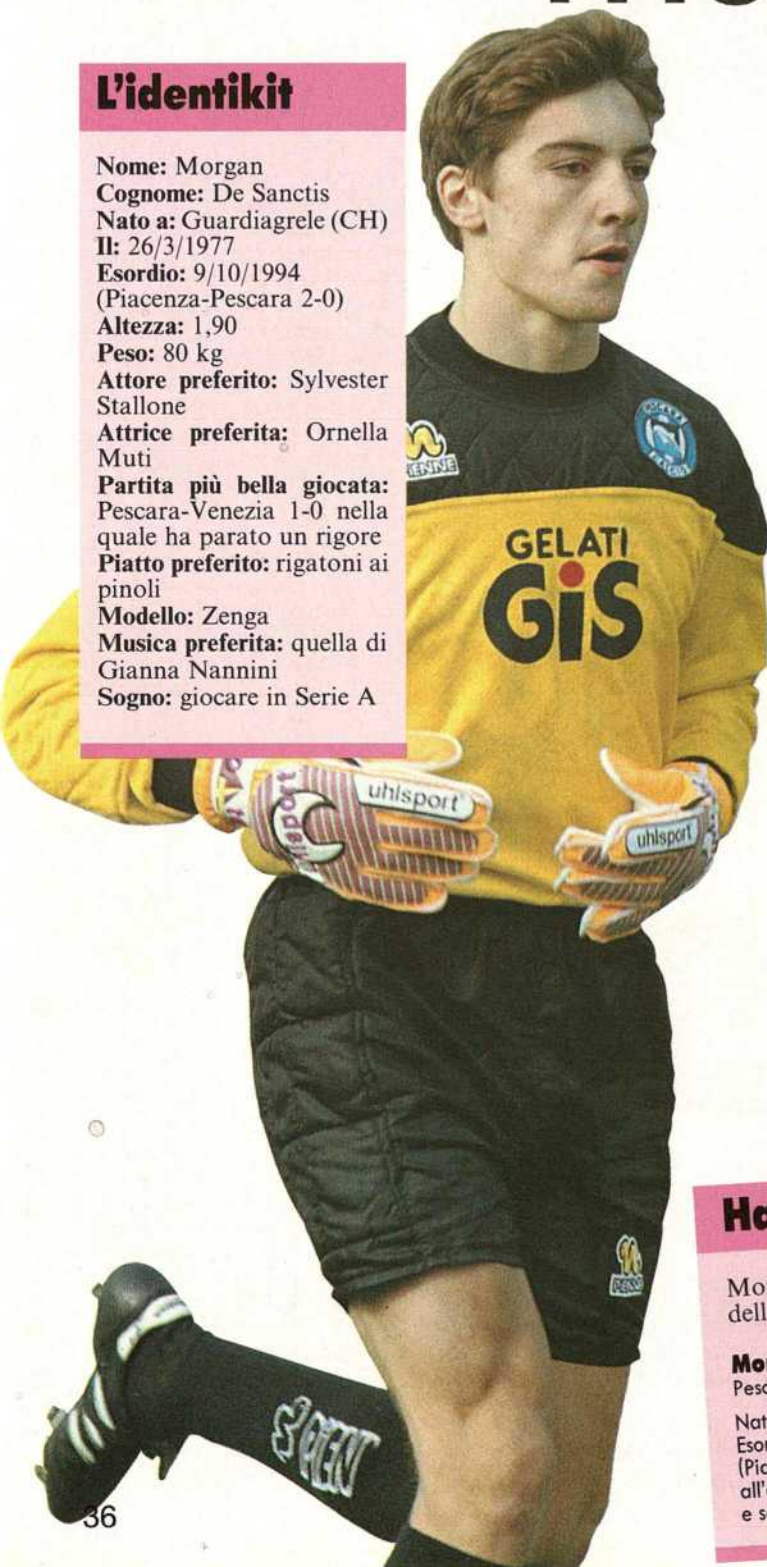 L'identikit
Nome: Morgan
Cognome: De Sanctis
Nato a: Guardiagrele (CH)
Il: 26/3/1977
Esordio: 9/10/1994
(Piacenza-Pescara 2-0)
Altezza: 1,90
Peso: 80 kg
Attore preferito: Sylvester
Stallone
Attrice preferita: Ornella
Muti
Partita più bella giocata:
Pescara-Venezia 1-0 nella
quale ha parato un rigore
Piatto preferito: rigatoni ai
pinoli
Modello: Zenga
Musica preferita: quella di
Gianna Nannini
Sogno: giocare in Serie A
GELATI
GiS
uhlsport
uhlsport
36